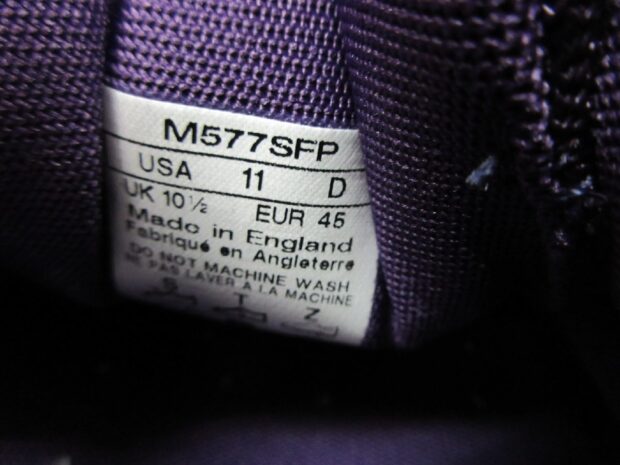 M577SFP
USA 11 D
UK 10½ EUR 45
Made in England
Fabriqué en Angleterre
DO NOT MACHINE WASH
NE PAS LAVER A LA MACHINE
S T Z